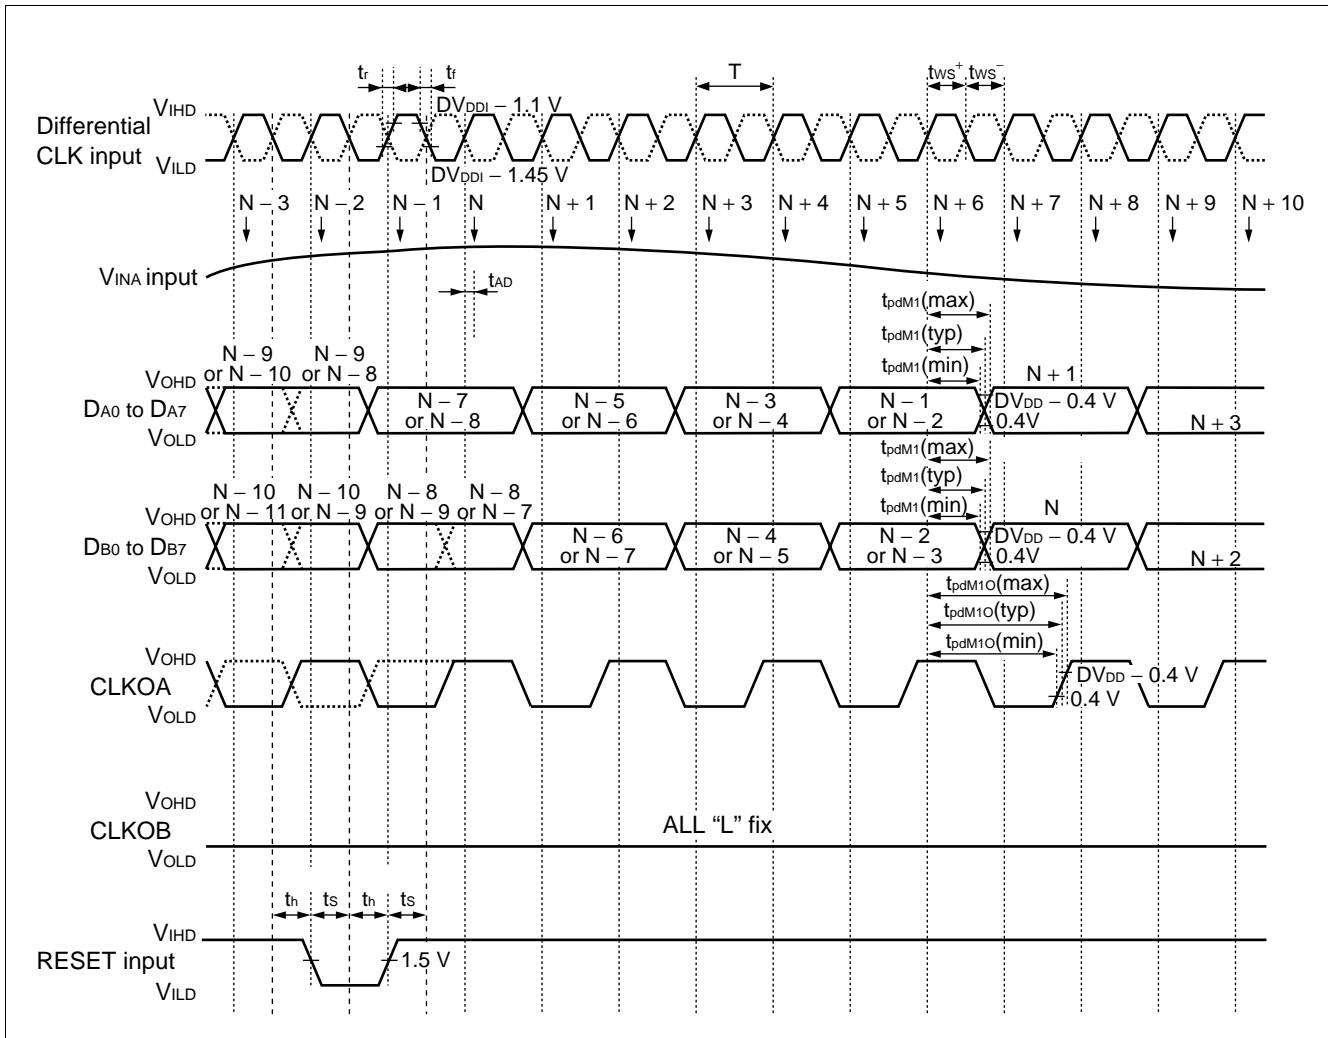 tr tf T tWS+ tWS−
VIHD DVDDI − 1.1 V
Differential
CLK input
VILD DVDDI − 1.45 V
N − 3 N − 2 N − 1 N N + 1 N + 2 N + 3 N + 4 N + 5 N + 6 N + 7 N + 8 N + 9 N + 10
VINA input
tAD
tpdM1(max)
tpdM1(typ)
tpdM1(min)
N − 9 N − 9
or N − 10 or N − 8
VOHD
DA0 to DA7
VOLD
N − 7 N − 5 N − 3 N − 1 N + 1
or N − 8 or N − 6 or N − 4 or N − 2 N + 3
DVDD − 0.4 V
0.4V
tpdM1(max)
tpdM1(typ)
tpdM1(min)
N − 10 N − 10 N − 8 N − 8
or N − 11 or N − 9 or N − 9 or N − 7
VOHD
DB0 to DB7
VOLD
N − 6 N − 4 N − 2 N
or N − 7 or N − 5 or N − 3 N + 2
DVDD − 0.4 V
0.4V
tpdM1O(max)
tpdM1O(typ)
tpdM1O(min)
VOHD
CLKOA
VOLD
DVDD − 0.4 V
0.4 V
VOHD
CLKOB
VOLD
ALL “L” fix
th tS th tS
VIHD
RESET input
VILD
1.5 V